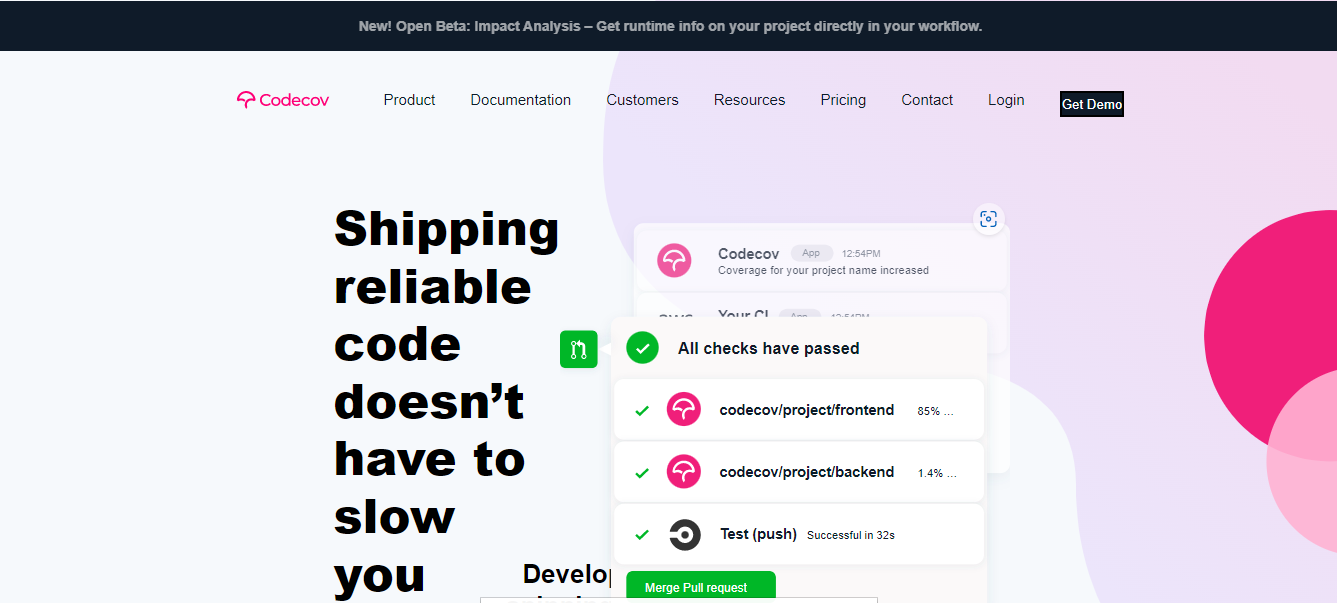 New! Open Beta: Impact Analysis – Get runtime info on your project directly in your workflow.
Codecov
Product
Documentation
Customers
Resources
Pricing
Contact
Login
Get Demo
Shipping
reliable
code
doesn’t
have to
slow
you
Codecov App 12:54PM
Coverage for your project name increased
Your CI App 12:54PM
All checks have passed
codecov/project/frontend 85% ...
codecov/project/backend 1.4% ...
Test (push) Successful in 32s
Merge Pull request